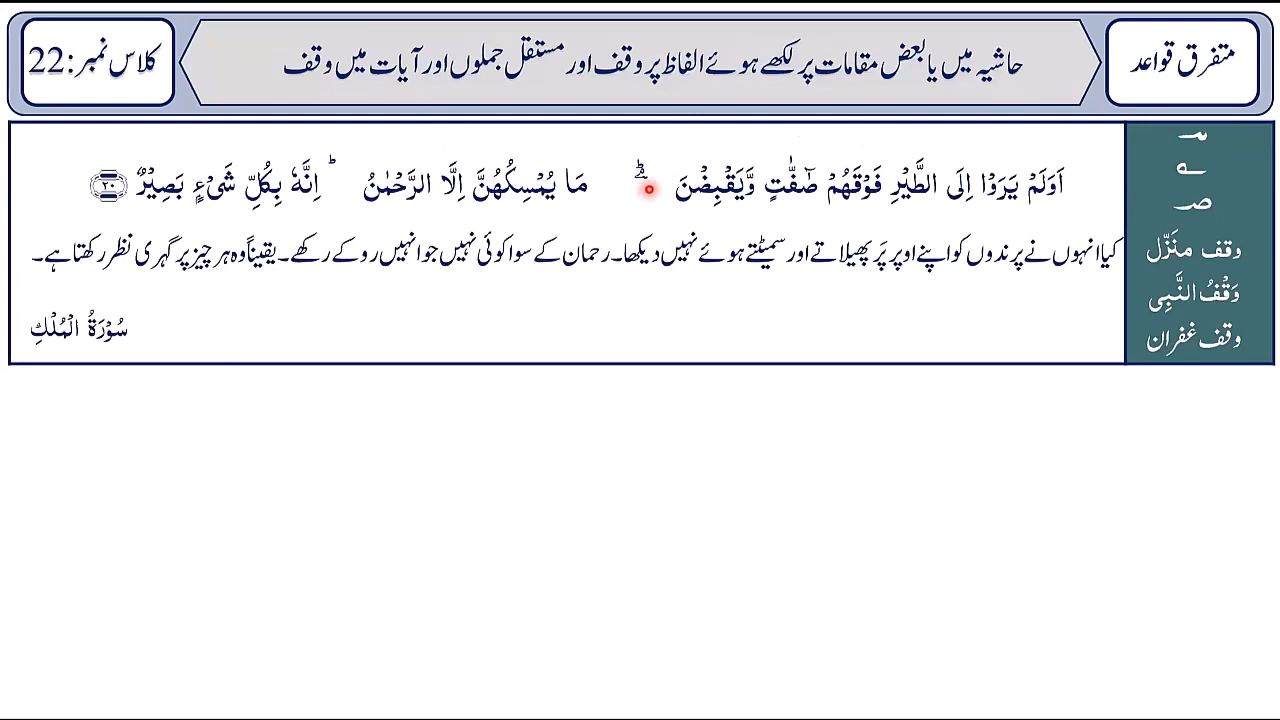 متفرق قواعد
حاشیہ میں یا بعض مقامات پر لکھے ہوئے الفاظ پر وقف اور مستقل جملوں اور آیات میں وقف
کلاس نمبر: 22
وقف منَزّل
وَقْفُ النَّبِی
وقف غفران
اَوَلَمْ يَرَوْا اِلَى الطَّيْرِ فَوْقَهُمْ صٰٓفّٰتٍ وَّيَقْبِضْنَ ؔۘ مَا يُمْسِكُهُنَّ اِلَّا الرَّحْمٰنُ ؕ اِنَّهٗ بِكُلِّ شَىْءٍۢ بَصِيْرٌ
کیا انہوں نے پرندوں کو اپنے اوپر پَر پھیلاتے اور سمیٹتے ہوئے نہیں دیکھا۔ رحمان کے سوا کوئی نہیں جو انہیں روکے رکھے۔ یقیناً وہ ہر چیز پر گہری نظر رکھتا ہے۔
سُوْرَةُ الْمُلْكِ